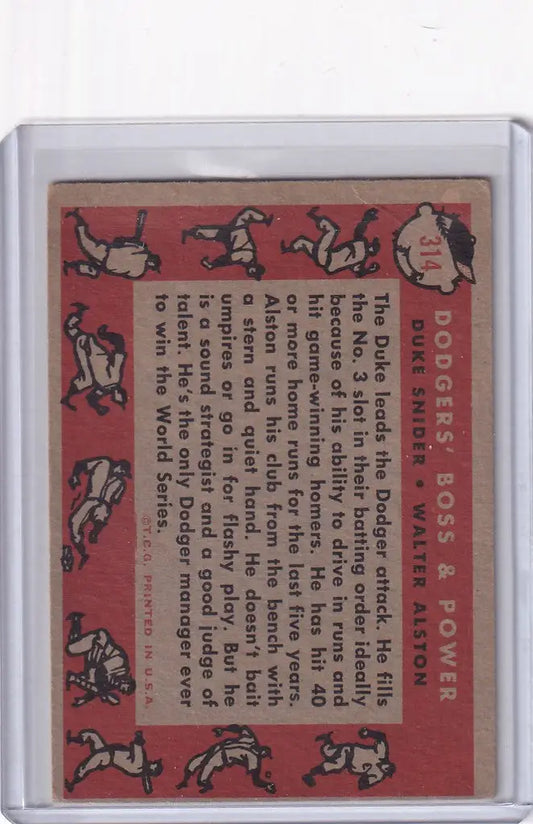 314
DODGERS' BOSS & POWER
DUKE SNIDER • WALTER ALSTON
The Duke leads the Dodger attack. He fills
the No. 3 slot in their batting order ideally
because of his ability to drive in runs and
hit game-winning homers. He has hit 40
or more home runs for the last five years.
Alston runs his club from the bench with
a stern and quiet hand. He doesn't bait
umpires or go in for flashy play. But he
is a sound strategist and a good judge of
talent. He's the only Dodger manager ever
to win the World Series.
©T.C.G. PRINTED IN U.S.A.